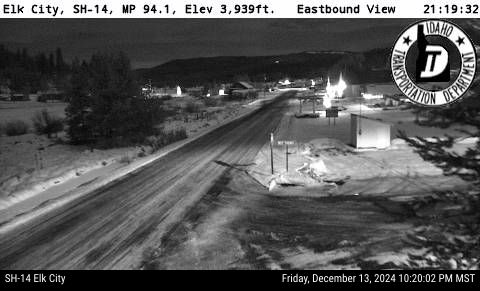 Elk City, SH-14, MP 94.1, Elev 3,939ft. Eastbound View 21:19:32
IDAHO
TRANSPORTATION DEPARTMENT
SH-14 Elk City Friday, December 13, 2024 10:20:02 PM MST